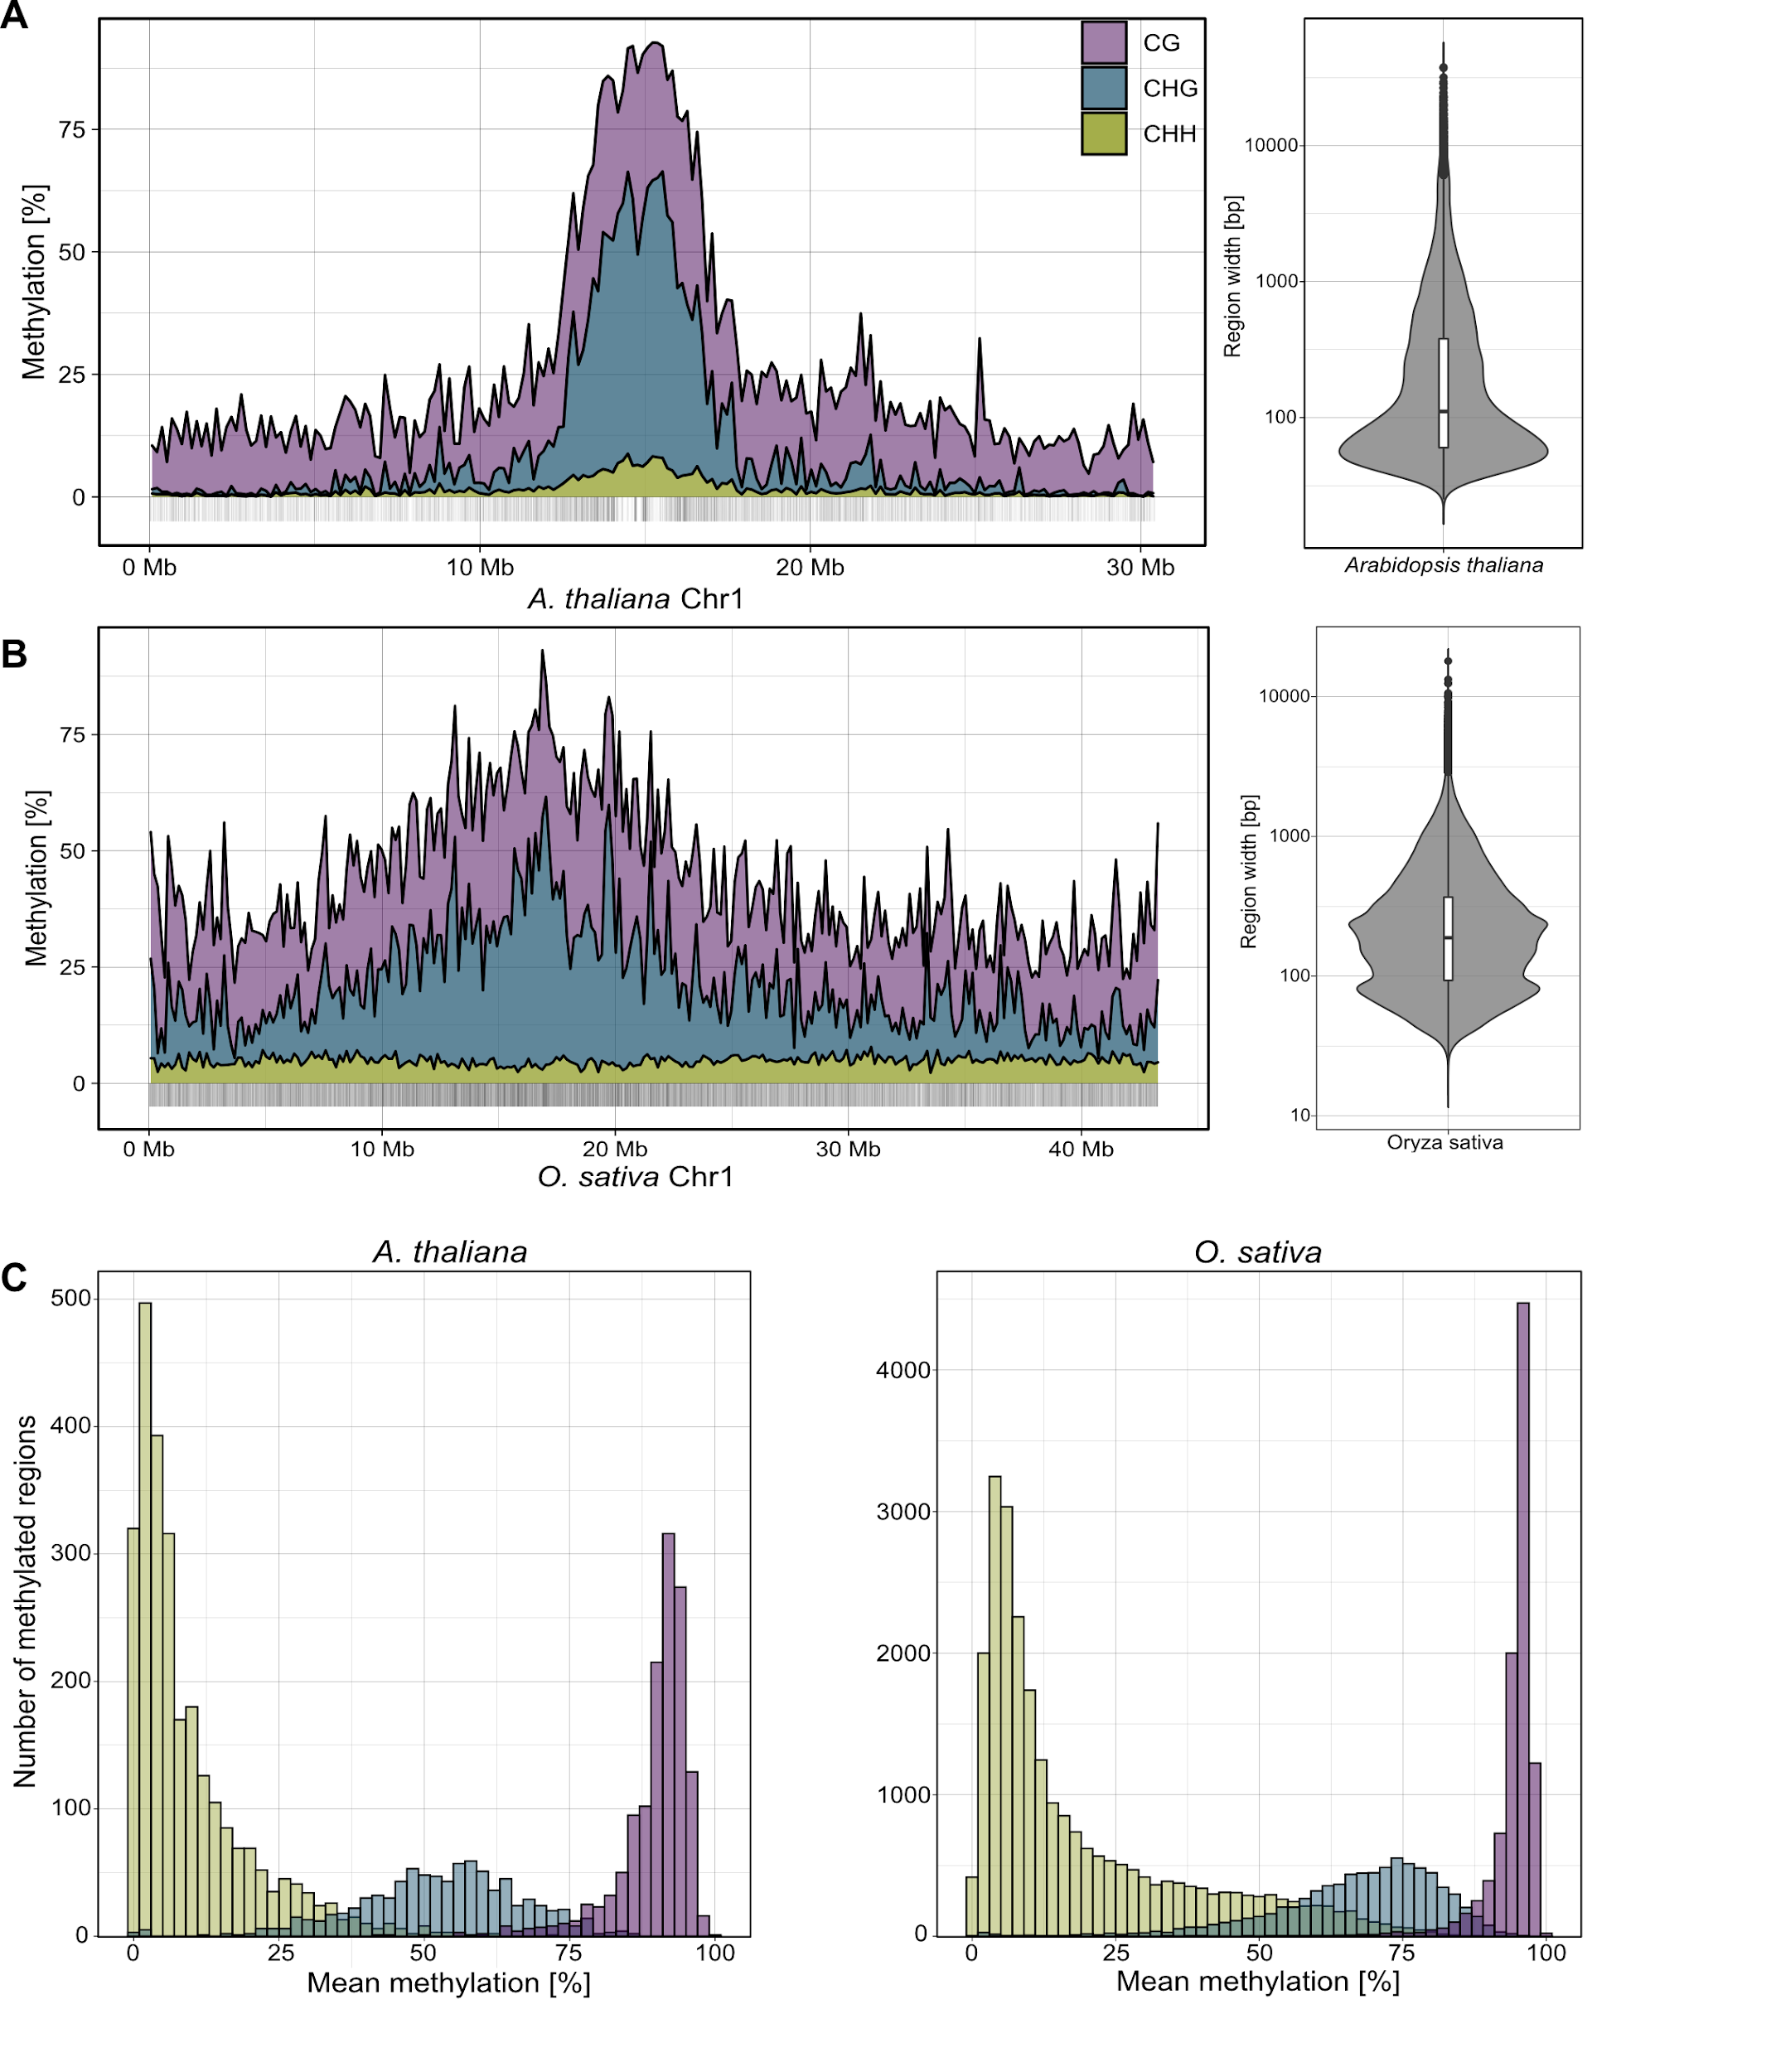 A
CG
CHG
CHH
Methylation [%]
75
50
25
0
0 Mb
10 Mb
20 Mb
30 Mb
A. thaliana Chr1
Region width [bp]
10000
1000
100
Arabidopsis thaliana
B
Methylation [%]
75
50
25
0
0 Mb
10 Mb
20 Mb
30 Mb
40 Mb
O. sativa Chr1
Region width [bp]
10000
1000
100
10
Oryza sativa
C
A. thaliana
Number of methylated regions
500
400
300
200
100
0
0
25
50
75
100
Mean methylation [%]
O. sativa
4000
3000
2000
1000
0
0
25
50
75
100
Mean methylation [%]